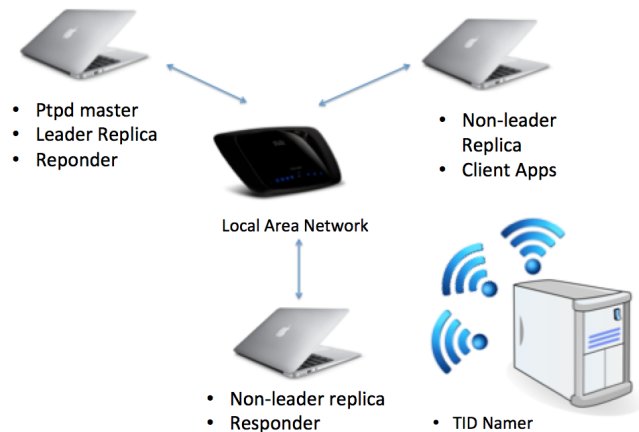 • Ptpd master
• Leader Replica
• Reponder
• Non-leader
Replica
• Client Apps
Local Area Network
• Non-leader replica
• Responder
• TID Namer